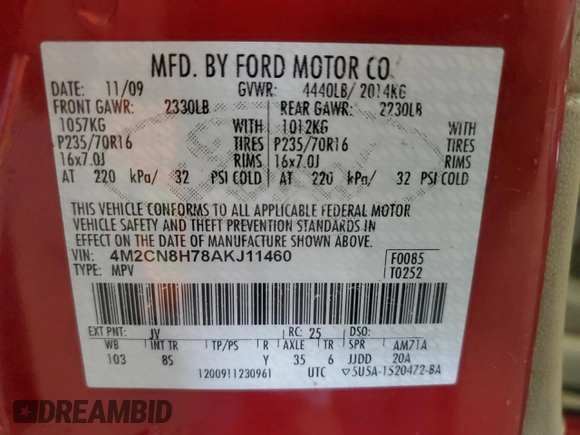 MFD. BY FORD MOTOR CO.
DATE: 11/09 GVWR: 4440LB/ 2014KG
FRONT GAWR: 2330LB REAR GAWR: 2230LB
1057KG WITH 1012KG WITH
P235/70R16 TIRES P235/70R16 TIRES
16x7.0J RIMS 16x7.0J RIMS
AT 220 kPa/ 32 PSI COLD AT 220 kPa/ 32 PSI COLD
THIS VEHICLE CONFORMS TO ALL APPLICABLE FEDERAL MOTOR
VEHICLE SAFETY AND THEFT PREVENTION STANDARDS IN
EFFECT ON THE DATE OF MANUFACTURE SHOWN ABOVE.
VIN: 4M2CN8H78AKJ11460 F0085
TYPE: MPV T0252
EXT PNT: JV RC: 25 DSO:
WB INT TR TP/PS R AXLE TR SPR AM71A
103 8S Y 35 6 JJDD 20A
1200911230961 UTC ▽5U5A-1520472-BA
DREAMBID
SOLD CARS HISTORY